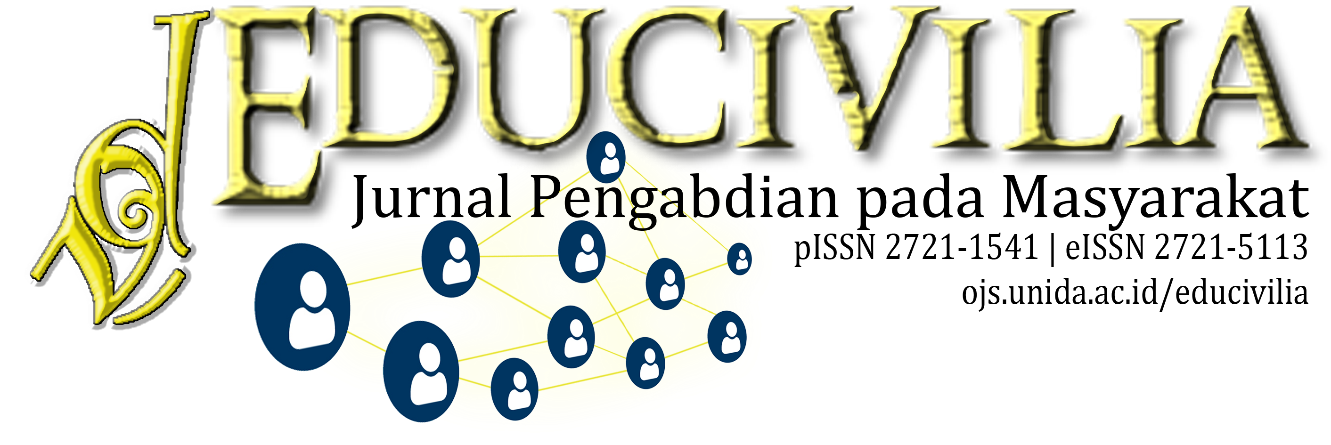 EDUCIVILIA
Jurnal Pengabdian pada Masyarakat
pISSN 2721-1541 | eISSN 2721-5113
ojs.unida.ac.id/educivilia